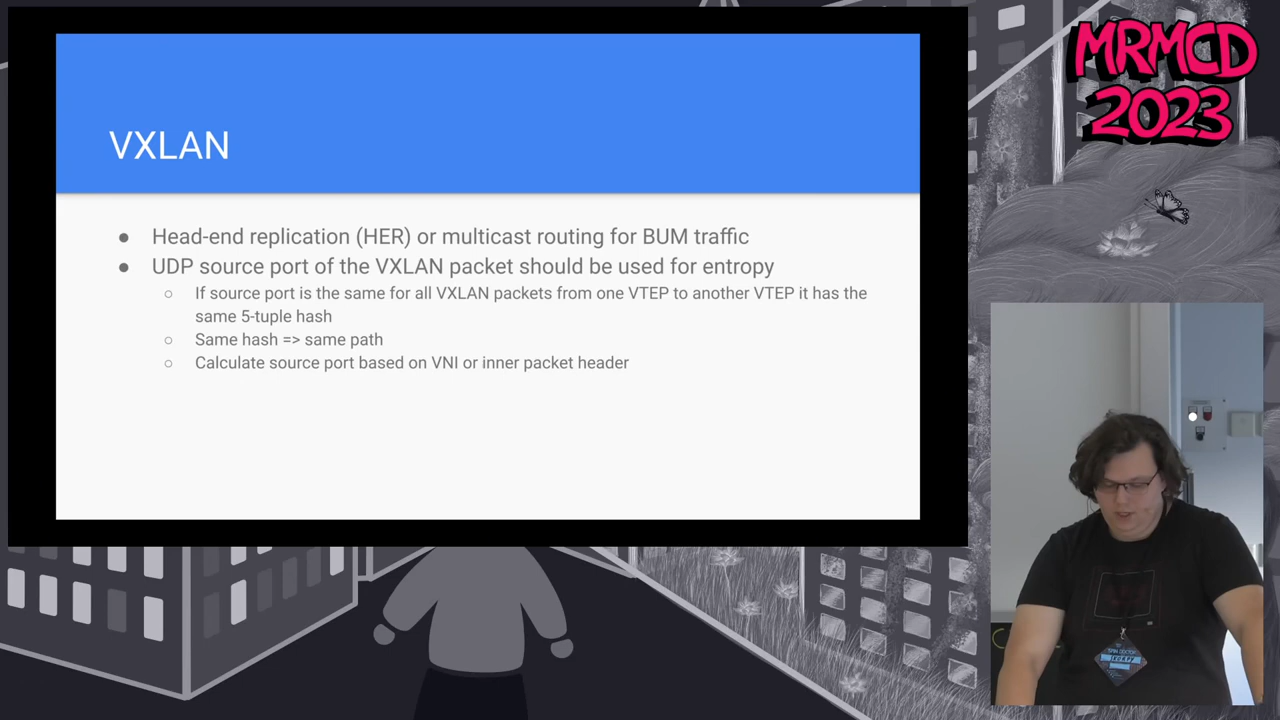 MRMCD
2023
VXLAN
● Head-end replication (HER) or multicast routing for BUM traffic
● UDP source port of the VXLAN packet should be used for entropy
○ If source port is the same for all VXLAN packets from one VTEP to another VTEP it has the
same 5-tuple hash
○ Same hash => same path
○ Calculate source port based on VNI or inner packet header